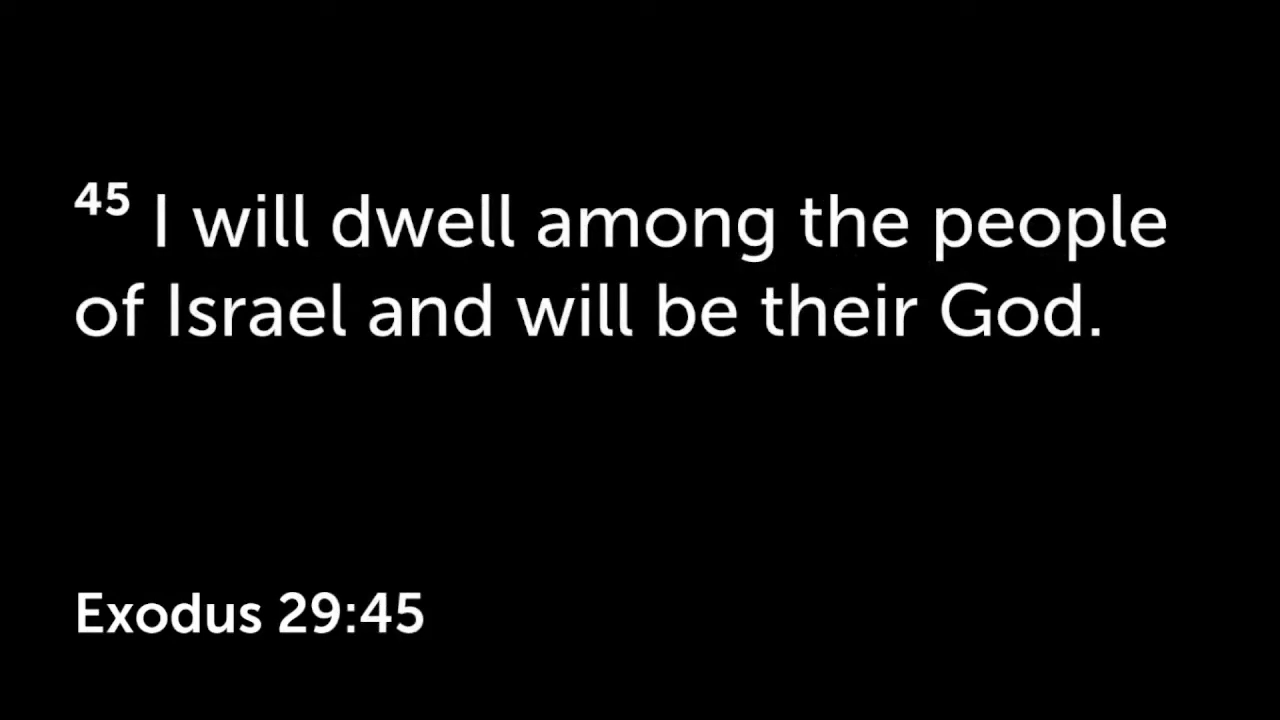 45 I will dwell among the people
of Israel and will be their God.
Exodus 29:45